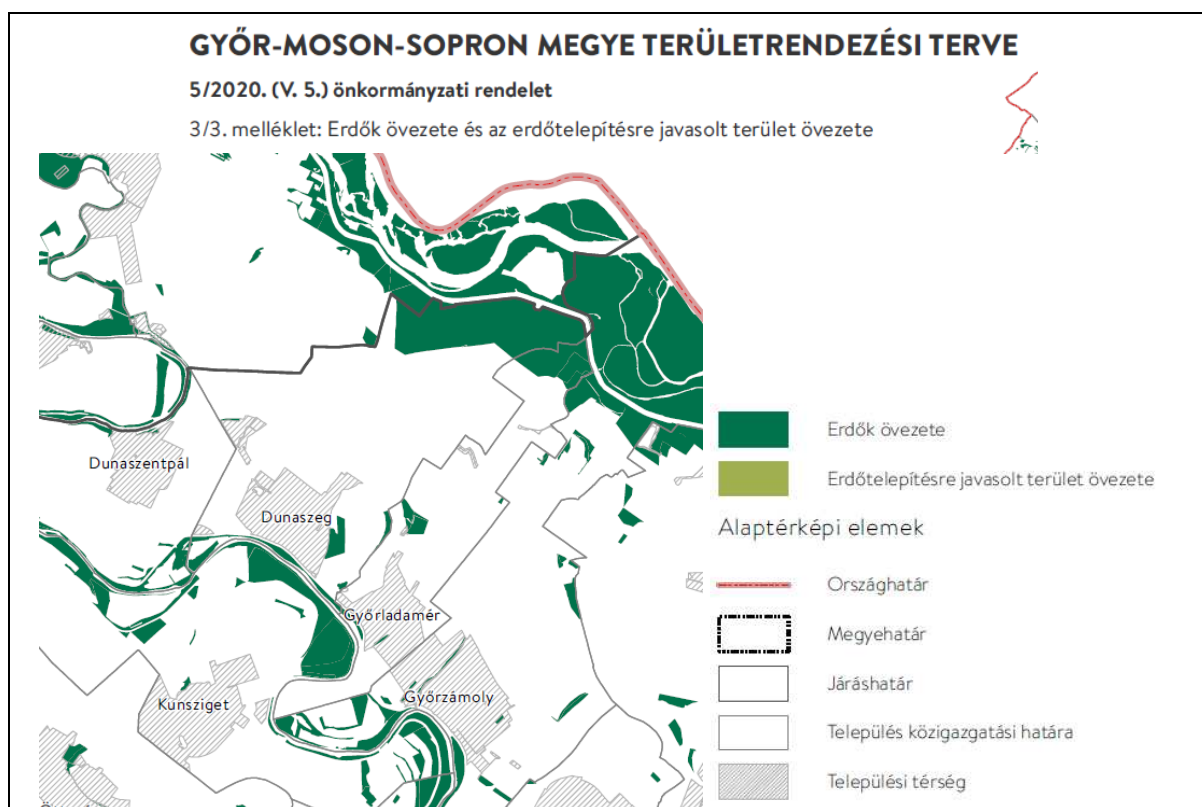 GYŐR-MOSON-SOPRON MEGYE TERÜLETRENDEZÉSI TERVE
5/2020. (V. 5.) önkormányzati rendelet
3/3. melléklet: Erdők övezete és az erdőtelepítésre javasolt terület övezete
Dunaszentpál
Dunaszeg
Győrladamér
Kunsziget
Győrzámoly
Erdők övezete
Erdőtelepítésre javasolt terület övezete
Alaptérképi elemek
Országhatár
Megyehatár
Járáshatár
Település közigazgatási határa
Települési térség